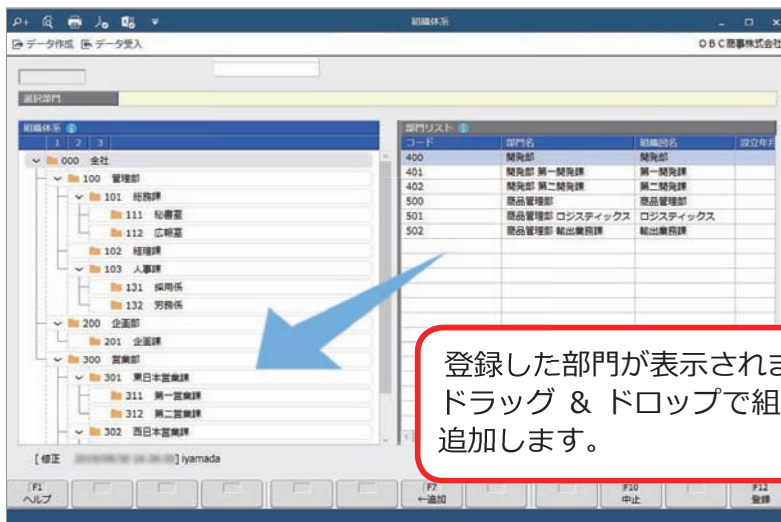 組織体系
データ作成 データ受入
ＯＢＣ商事株式会社
選択部門
組織体系
1 2 3
000 全社
100 管理部
101 総務課
111 秘書室
112 広報室
102 経理課
103 人事課
131 採用係
132 労務係
200 企画部
201 企画課
300 営業部
301 東日本営業課
311 第一営業課
312 第二営業課
302 西日本営業課
部門リスト
コード 部門名 組織図名 設立年月
400 開発部 開発部
401 開発部 第一開発課 第一開発課
402 開発部 第二開発課 第二開発課
500 商品管理部 商品管理部
501 商品管理部 ロジスティックス ロジスティックス
502 商品管理部 輸出業務課 輸出業務課
登録した部門が表示されま
ドラッグ ＆ ドロップで組
追加します。
[ 修正 ] iyamada
F1 ヘルプ
F7 ←追加
F10 中止
F12 登録